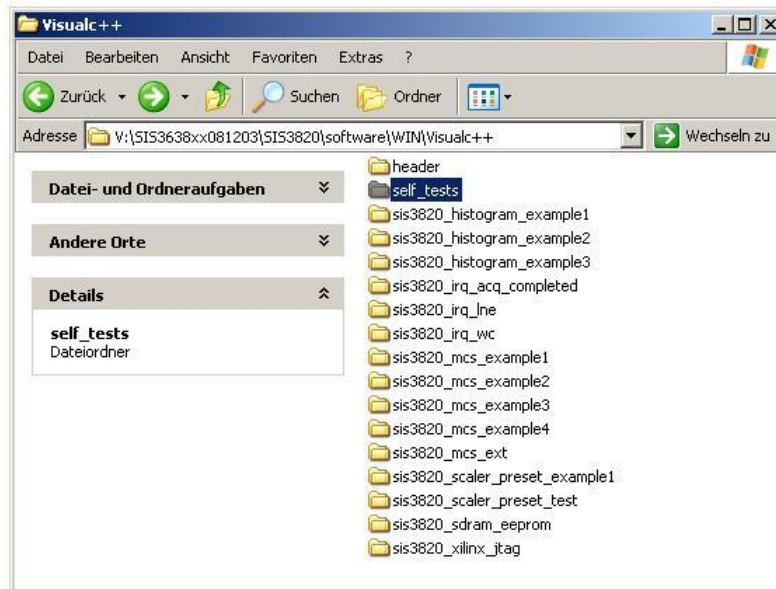 Visualc++
Datei Bearbeiten Ansicht Favoriten Extras ?
Zurück Suchen Ordner
Adresse V:\SIS3638xx081203\SIS3820\software\WIN\Visualc++ Wechseln zu
Datei- und Ordneraufgaben
Andere Orte
Details
self_tests
Dateiordner
header
self_tests
sis3820_histogram_example1
sis3820_histogram_example2
sis3820_histogram_example3
sis3820_irq_acq_completed
sis3820_irq_lne
sis3820_irq_wc
sis3820_mcs_example1
sis3820_mcs_example2
sis3820_mcs_example3
sis3820_mcs_example4
sis3820_mcs_ext
sis3820_scaler_preset_example1
sis3820_scaler_preset_test
sis3820_sdram_eeprom
sis3820_xilinx_jtag